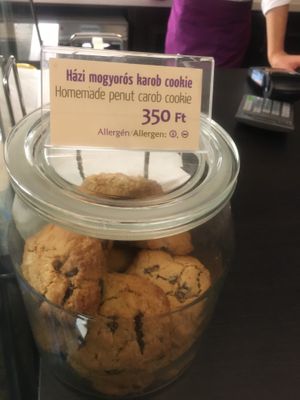 Házi mogyorós karob cookie
Homemade penut carob cookie
350 Ft
Allergén/Allergen: